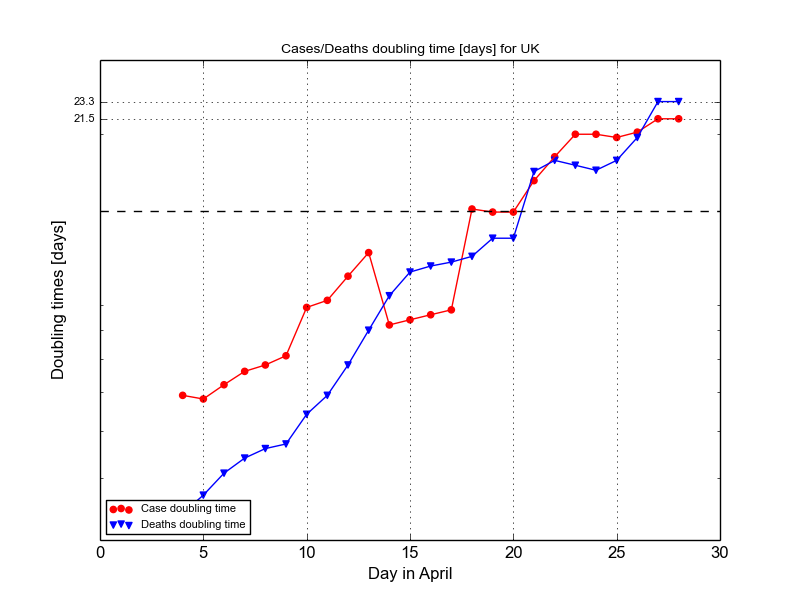 Cases/Deaths doubling time [days] for UK
23.3
21.5
Doubling times [days]
Case doubling time
Deaths doubling time
0 5 10 15 20 25 30
Day in April